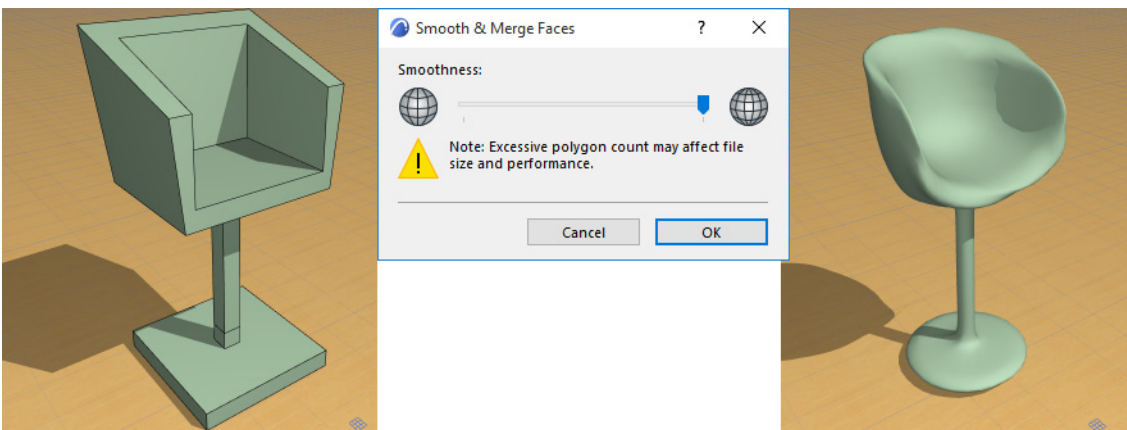 Smooth & Merge Faces
?
Smoothness:
Note: Excessive polygon count may affect file
size and performance.
Cancel
OK